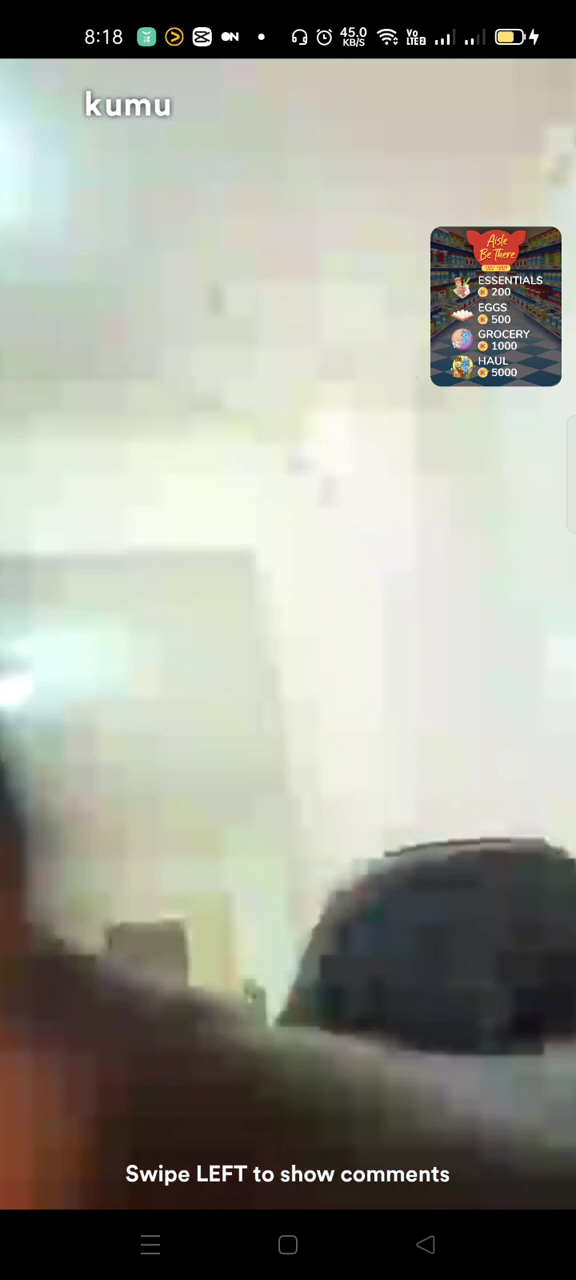 8:18
ON
45.0
KB/S
Vo
LTE2
kumu
Aisle
Be There
ESSENTIALS
200
EGGS
500
GROCERY
1000
HAUL
5000
Swipe LEFT to show comments